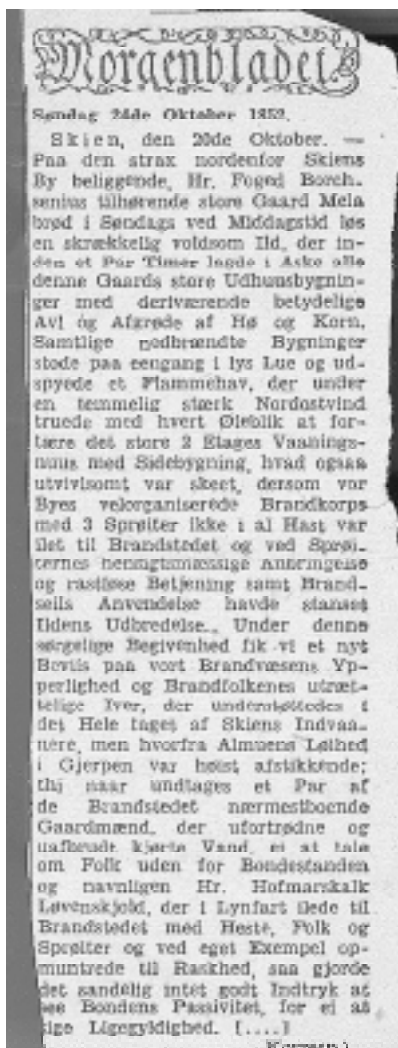 Morgenbladet
Søndag 24de Oktober 1852.
Skien, den 20de Oktober. —
Paa den strax nordenfor Skiens
By beliggende, Hr. Foged Borch-
senius tilhørende store Gaard Mela
brød i Søndags ved Middagstid løs
en skrækkelig voldsom Ild, der in-
den et Par Timer lagde i Aske alle
denne Gaards store Udhuusbygnin-
ger med deriværende betydelige
Avl og Afgrøde af Hø og Korn.
Samtlige nedbrændte Bygninger
stode paa eengang i lys Lue og ud-
spyede et Flammehav, der under
en temmelig stærk Nordostvind
truede med hvert Øieblik at for-
tære det store 2 Etages Vaanings-
huus med Sidebygning, hvad ogsaa
utvivlsomt var skeet, dersom vor
Byes velorganiserede Brandkorps
med 3 Sprøiter ikke i al Hast var
ilet til Brandstedet og ved Sprøi-
ternes hensigtsmæssige Anbringelse
og rastløse Betjening samt Brand-
seils Anvendelse havde standset
Ildens Udbredelse. Under denne
sørgelige Begivenhed fik vi et nyt
Beviis paa vort Brandvæsens Yp-
perlighed og Brandfolkenes utræt-
telige Iver, der understøttedes i
det Hele taget af Skiens Indvaa-
nere, men hvorfra Almuens Løihed
i Gjerpen var høist afstikkende;
thi naar undtages et Par af
de Brandstedet nærmestboende
Gaardmænd, der ufortrødne og
uafbrudt kjørte Vand, ei at tale
om Folk uden for Bondestanden
og navnligen Hr. Hofmarskalk
Løvenskjold, der i Lynfart ilede til
Brandstedet med Heste, Folk og
Sprøiter og ved eget Exempel op-
muntrede til Raskhed, saa gjorde
det sandelig intet godt Indtryk at
see Bondens Passivitet, for ei at
sige Ligegyldighed. [....]